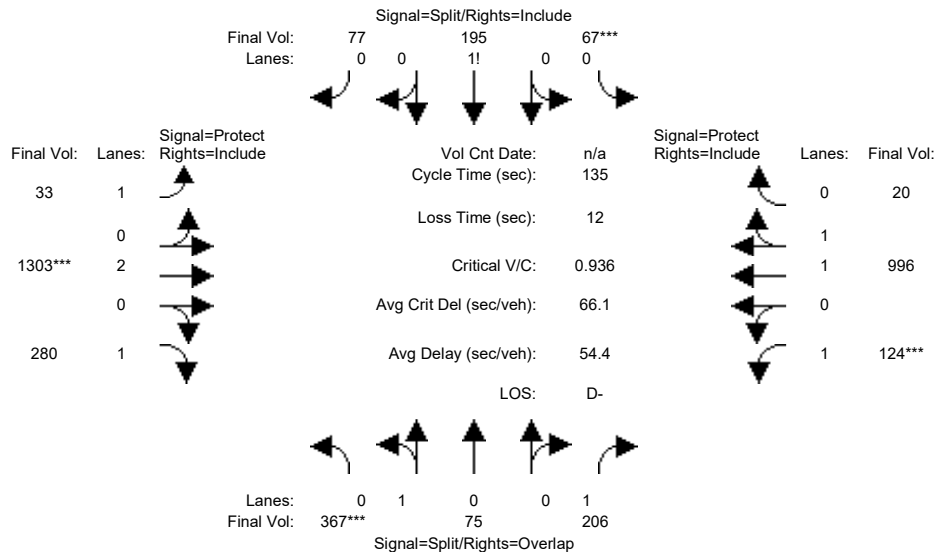 Signal=Split/Rights=Include
Final Vol: 77 195 67***
Lanes: 0 0 1! 0 0
Signal=Protect Signal=Protect
Final Vol: Lanes: Rights=Include Vol Cnt Date: n/a Rights=Include Lanes: Final Vol:
Cycle Time (sec): 135
33 1 0 20
Loss Time (sec): 12
0 1
1303*** 2 Critical V/C: 0.936 1 996
0 Avg Crit Del (sec/veh): 66.1 0
280 1 Avg Delay (sec/veh): 54.4 1 124***
LOS: D-
Lanes: 0 1 0 0 1
Final Vol: 367*** 75 206
Signal=Split/Rights=Overlap